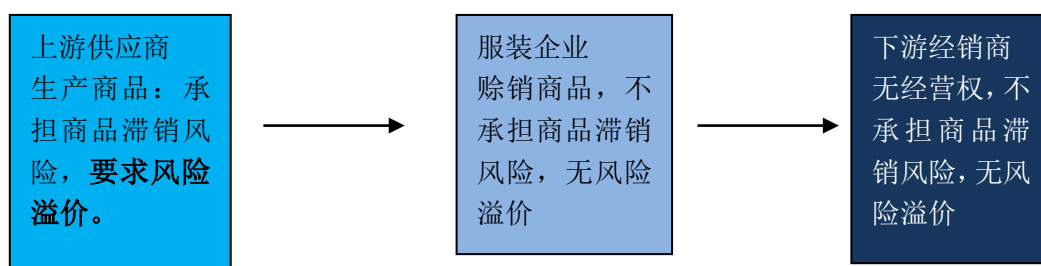 上游供应商
生产商品：承
担商品滞销风
险，要求风险
溢价。
服装企业
赊销商品，不
承担商品滞销
风险，无风险
溢价
下游经销商
无经营权，不
承担商品滞
销风险，无风
险溢价